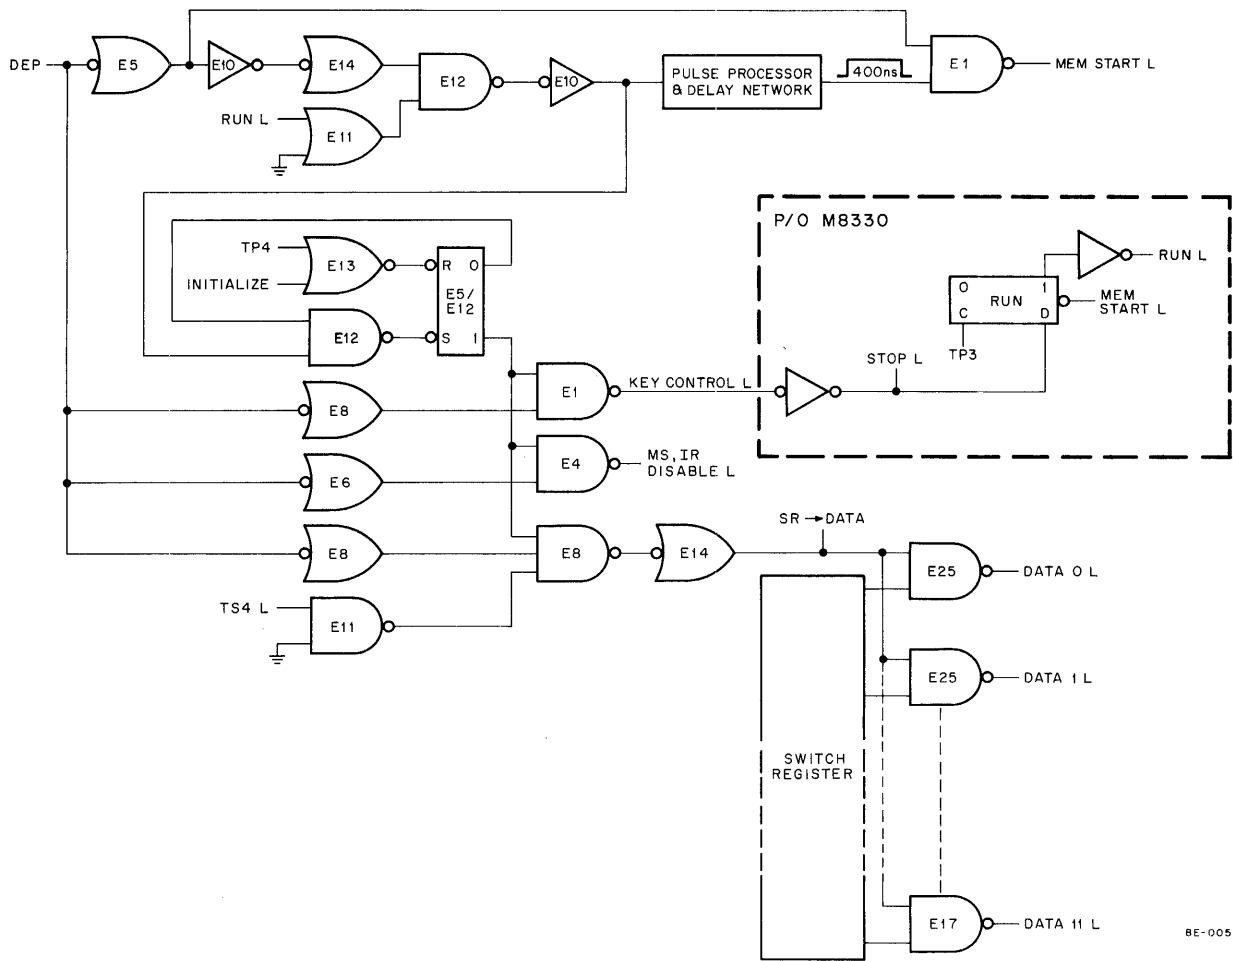 DEP
E5
E10
E14
E12
E10
PULSE PROCESSOR
& DELAY NETWORK
400ns
E1
MEM START L
RUN L
E11
P/O M8330
TP4
E13
INITIALIZE
R 0
E5/
E12
S 1
E12
RUN L
0 1
RUN
C D
MEM
START L
TP3
STOP L
E8
E1
KEY CONTROL L
E6
E4
MS, IR
DISABLE L
SR → DATA
E8
E8
E14
E25
DATA 0 L
TS4 L
E11
E25
DATA 1 L
SWITCH
REGISTER
E17
DATA 11 L
8E-005